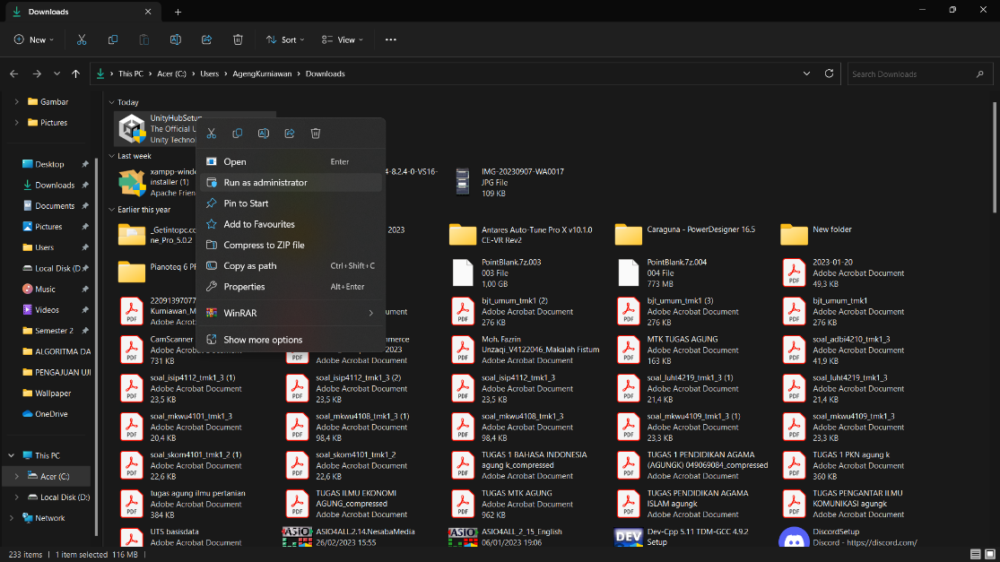 Downloads
New
Sort
View
This PC
Acer (C:)
Users
AgengKurniawan
Downloads
Search Downloads
Gambar
Pictures
Desktop
Downloads
Documents
Pictures
Users
Local Disk (D
Music
Videos
Semester 2
ALGORITMA DA
PENGAJUAN UJI
Wallpaper
OneDrive
This PC
Acer (C:)
Local Disk (D:)
Network
Today
UnityHubSetup
The Official U
Unity Technol
Last week
xampp-windo
installer (1)
Apache Frien
4-8.2.4-0-VS16-
IMG-20230907-WA0017
JPG File
109 KB
Earlier this year
_Getintopc.co
ne_Pro_5.0.2
2023
Antares Auto-Tune Pro X v10.1.0
CE-VR Rev2
Caraguna - PowerDesigner 16.5
New folder
Pianoteq 6 P
PointBlank.7z.003
003 File
1,00 GB
PointBlank.7z.004
004 File
773 MB
2023-01-20
Adobe Acrobat Document
49,3 KB
22091397077
Kurniawan_M
Adobe Acrob
ument
bjt_umum_tmk1 (2)
Adobe Acrobat Document
276 KB
bjt_umum_tmk1 (3)
Adobe Acrobat Document
276 KB
bjt_umum_tmk1
Adobe Acrobat Document
276 KB
CamScanner
Adobe Acrobat Document
731 KB
mmerce
2023
Adobe Acrobat Document
Moh. Fazrin
Unzaqi_V4122046_Makalah Fistum
Adobe Acrobat Document
MTK TUGAS AGUNG
Adobe Acrobat Document
163 KB
soal_adbi4210_tmk1_3
Adobe Acrobat Document
41,9 KB
soal_isip4112_tmk1_3 (1)
Adobe Acrobat Document
23,5 KB
soal_isip4112_tmk1_3 (2)
Adobe Acrobat Document
23,5 KB
soal_isip4112_tmk1_3
Adobe Acrobat Document
23,5 KB
soal_luht4219_tmk1_3 (1)
Adobe Acrobat Document
21,4 KB
soal_luht4219_tmk1_3
Adobe Acrobat Document
21,4 KB
soal_mkwu4101_tmk1_3
Adobe Acrobat Document
20,4 KB
soal_mkwu4108_tmk1_3 (1)
Adobe Acrobat Document
98,4 KB
soal_mkwu4108_tmk1_3
Adobe Acrobat Document
98,4 KB
soal_mkwu4109_tmk1_3 (1)
Adobe Acrobat Document
23,3 KB
soal_mkwu4109_tmk1_3
Adobe Acrobat Document
23,3 KB
soal_skom4101_tmk1_2 (1)
Adobe Acrobat Document
22,6 KB
soal_skom4101_tmk1_2
Adobe Acrobat Document
22,6 KB
TUGAS 1 BAHASA INDONESIA
agung k_compressed
Adobe Acrobat Document
TUGAS 1 PENDIDIKAN AGAMA
(AGUNGK) 049069084_compressed
Adobe Acrobat Document
TUGAS 1 PKN agung k
Adobe Acrobat Document
360 KB
tugas agung ilmu pertanian
Adobe Acrobat Document
384 KB
TUGAS ILMU EKONOMI
AGUNG_compressed
Adobe Acrobat Document
TUGAS MTK AGUNG
Adobe Acrobat Document
962 KB
TUGAS PENDIDIKAN AGAMA
ISLAM agungk
Adobe Acrobat Document
TUGAS PENGANTAR ILMU
KOMUNIKASI agungk
Adobe Acrobat Document
UTS basisdata
Adobe Acrobat Document
ASIO4ALL.2.14.NesabaMedia
26/02/2023 15:55
ASIO4ALL_2_15_English
06/01/2023 19:06
Dev-Cpp 5.11 TDM-GCC 4.9.2
Setup
DiscordSetup
Discord - https://discord.com/
Open Enter
Run as administrator
Pin to Start
Add to Favourites
Compress to ZIP file
Copy as path Ctrl+Shift+C
Properties Alt+Enter
WinRAR
Show more options
233 items
1 item selected 116 MB